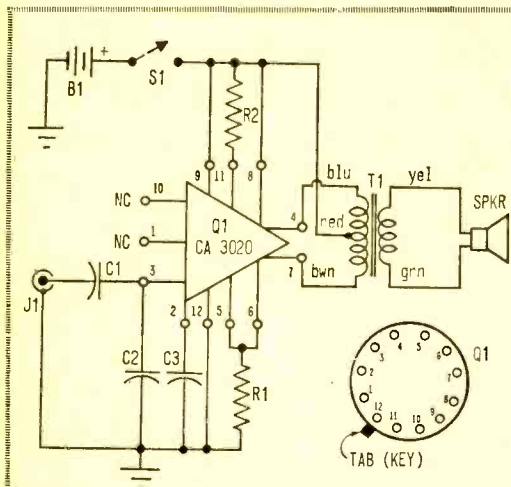 +
B1
S1
R2
9
11
8
blu
T1
yel
SPKR
NC
10
4
Q1
red
NC
1
CA 3020
7
bwn
grn
J1
C1
3
2
12
5
6
C2
C3
R1
Q1
1
2
3
4
5
6
7
8
9
10
11
12
TAB (KEY)